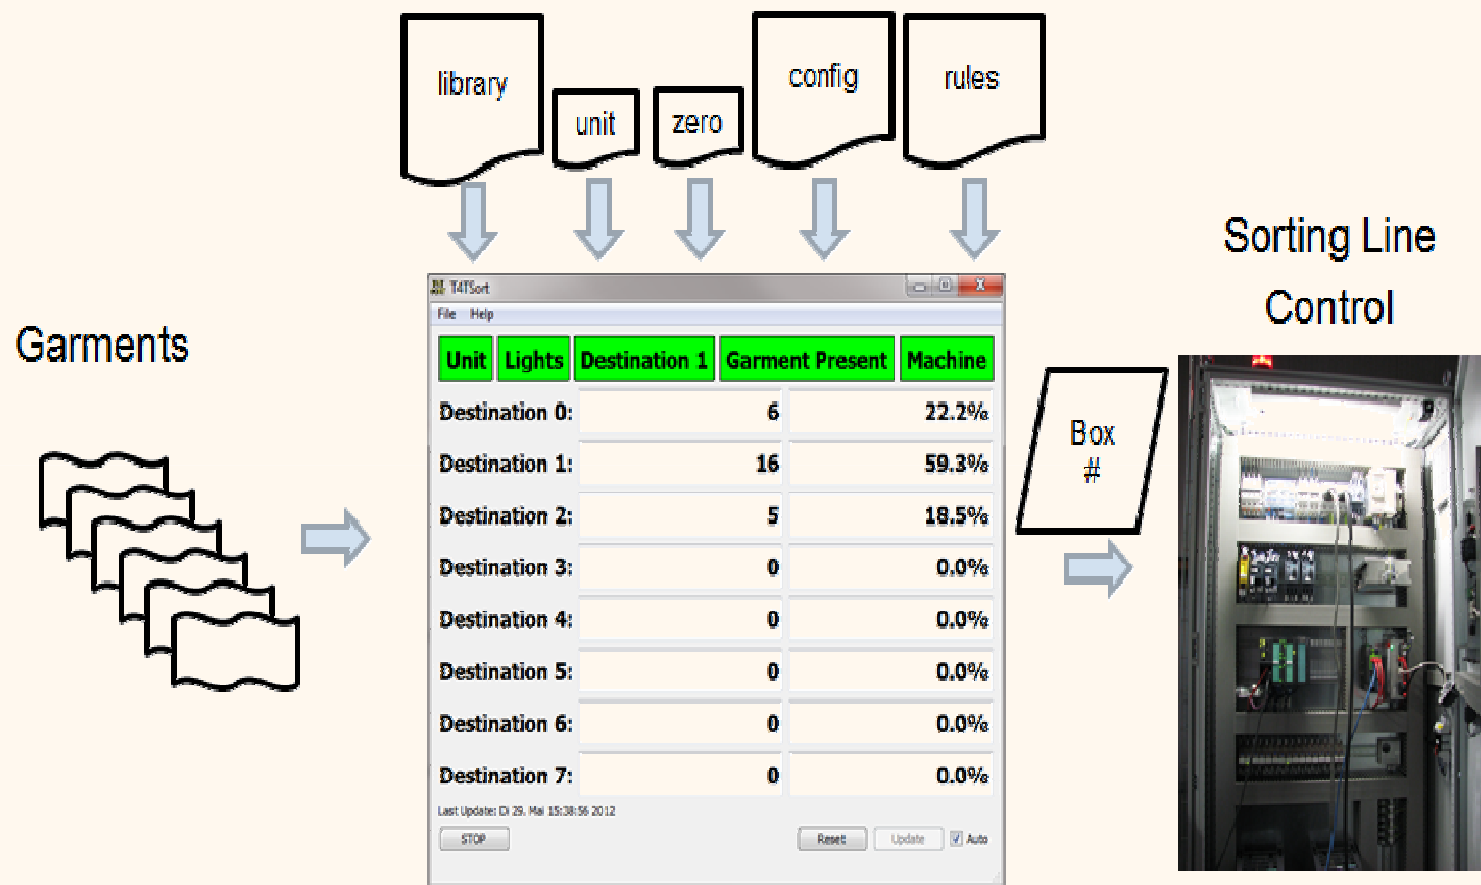 library
unit
zero
config
rules
Sorting Line
Control
Garments
T4TSort
File Help
Unit Lights Destination 1 Garment Present Machine
Destination 0: 6 22.2%
Destination 1: 16 59.3%
Destination 2: 5 18.5%
Destination 3: 0 0.0%
Destination 4: 0 0.0%
Destination 5: 0 0.0%
Destination 6: 0 0.0%
Destination 7: 0 0.0%
Last Update: Di 29. Mai 15:38:56 2012
STOP Reset Update Auto
Box
#